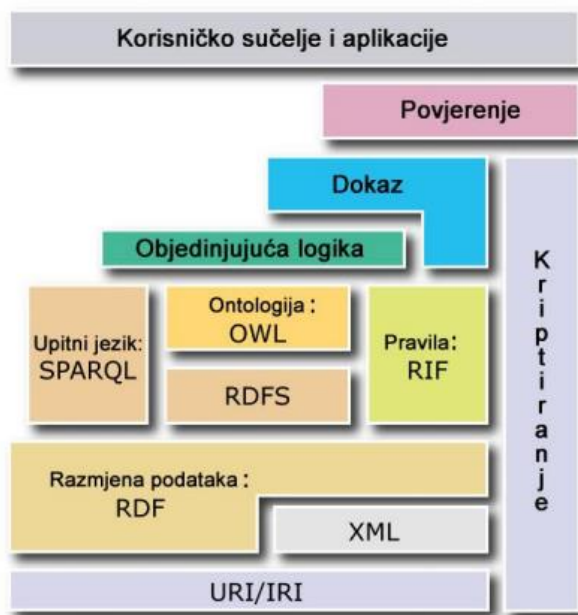 Korisničko sučelje i aplikacije
Povjerenje
Dokaz
Objedinjujuća logika
Upitni jezik:
SPARQL
Ontologija :
OWL
RDFS
Pravila:
RIF
Kriptiranje
Razmjena podataka :
RDF
XML
URI/IRI